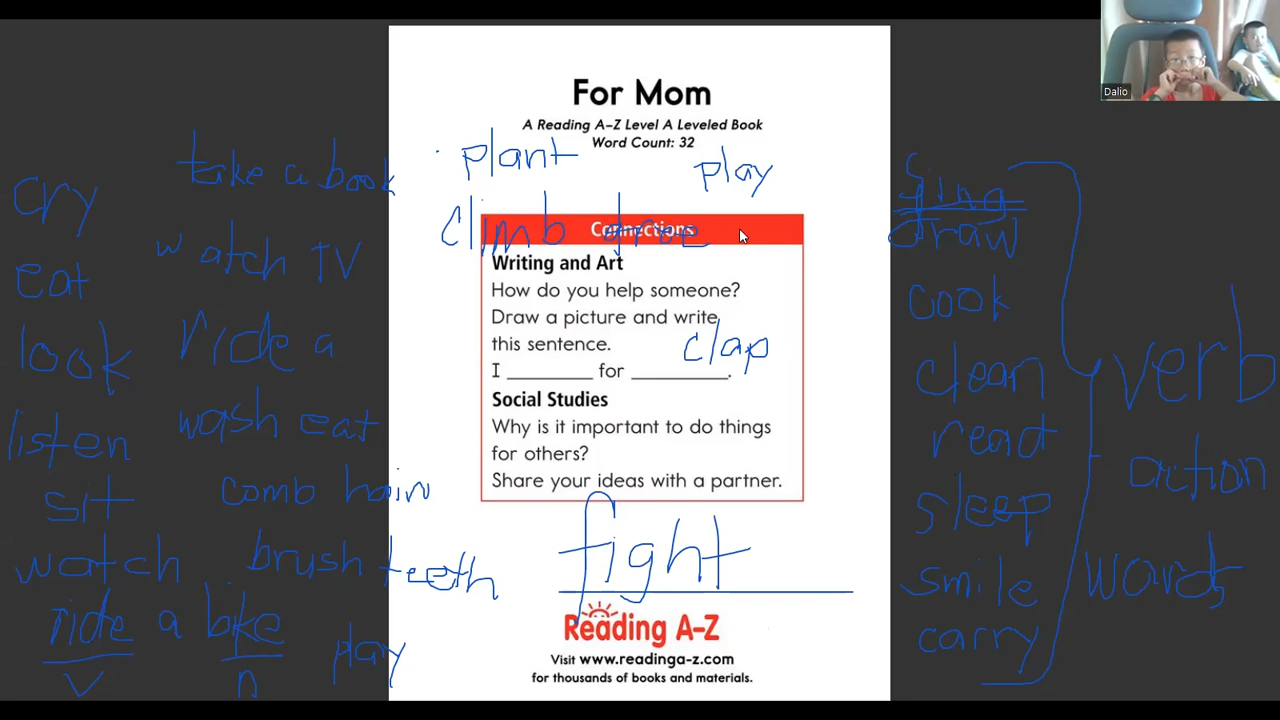 Dalio
For Mom
A Reading A–Z Level A Leveled Book
Word Count: 32
Connections
Writing and Art
How do you help someone?
Draw a picture and write
this sentence.
I _________ for __________.
Social Studies
Why is it important to do things
for others?
Share your ideas with a partner.
Reading A–Z
Visit www.readinga-z.com
for thousands of books and materials.
cry
eat
look
listen
sit
watch
ride a bike
v n
take a book
watch TV
ride a
wash eat
comb hair
brush teeth
play
plant
play
climb
clap
fight
sing
draw
cook
clean
read
sleep
smile
carry
verb
action
words